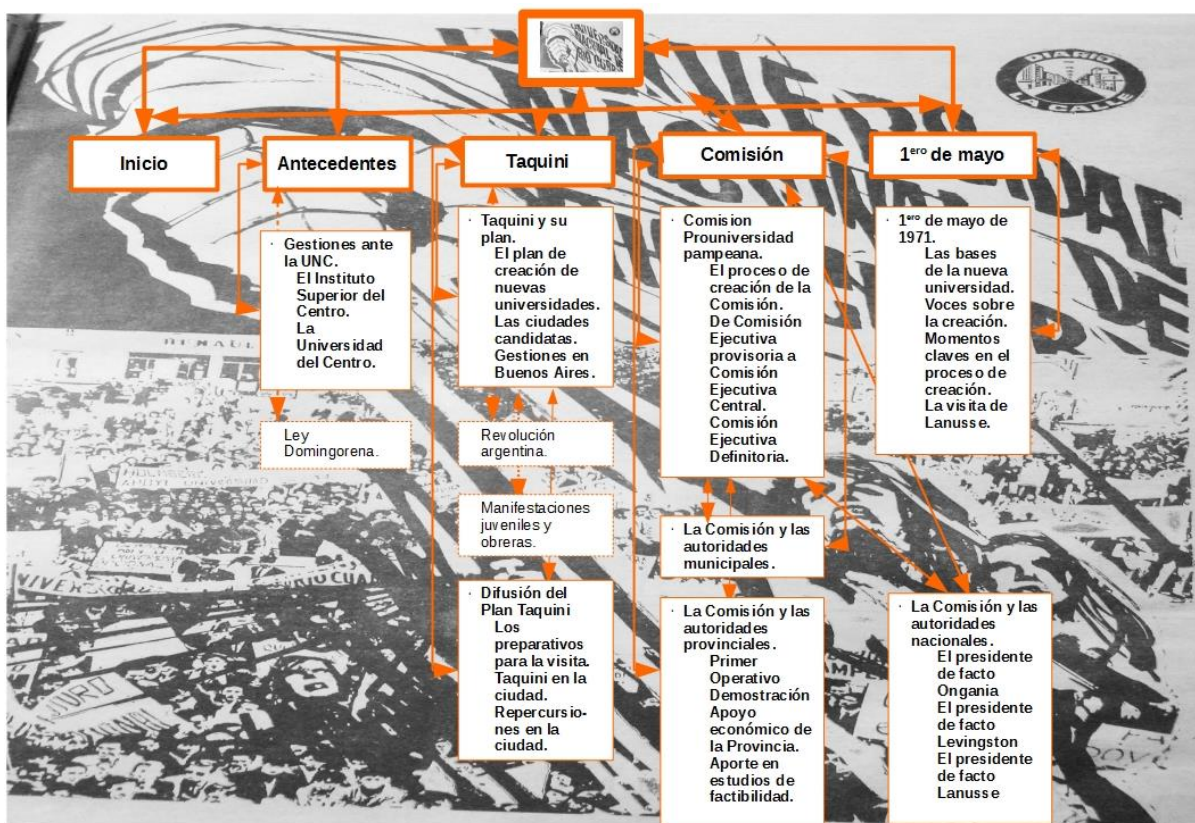 UNIVERSIDAD
NACIONAL DE
RIO CUARTO
DIARIO
LA CALLE
Inicio
Antecedentes
Taquini
Comisión
1ero de mayo
· Gestiones ante
la UNC.
El Instituto
Superior del
Centro.
La
Universidad
del Centro.
Ley
Domingorena.
· Taquini y su
plan.
El plan de
creación de
nuevas
universidades.
Las ciudades
candidatas.
Gestiones en
Buenos Aires.
· Revolución
argentina.
Manifestaciones
juveniles y
obreras.
· Difusión del
Plan Taquini
Los
preparativos
para la visita.
Taquini en la
ciudad.
Repercursio-
nes en la
ciudad.
· Comision
Prouniversidad
pampeana.
El proceso de
creación de la
Comisión.
De Comisión
Ejecutiva
provisoria a
Comisión
Ejecutiva
Central.
Comisión
Ejecutiva
Definitoria.
· La Comisión y las
autoridades
municipales.
· La Comisión y las
autoridades
provinciales.
Primer
Operativo
Demostración
Apoyo
económico de
la Provincia.
Aporte en
estudios de
factibilidad.
· 1ero de mayo de
1971.
Las bases
de la nueva
universidad.
Voces sobre
la creación.
Momentos
claves en el
proceso de
creación.
La visita de
Lanusse.
· La Comisión y las
autoridades
nacionales.
El presidente
de facto
Ongania
El presidente
de facto
Levingston
El presidente
de facto
Lanusse